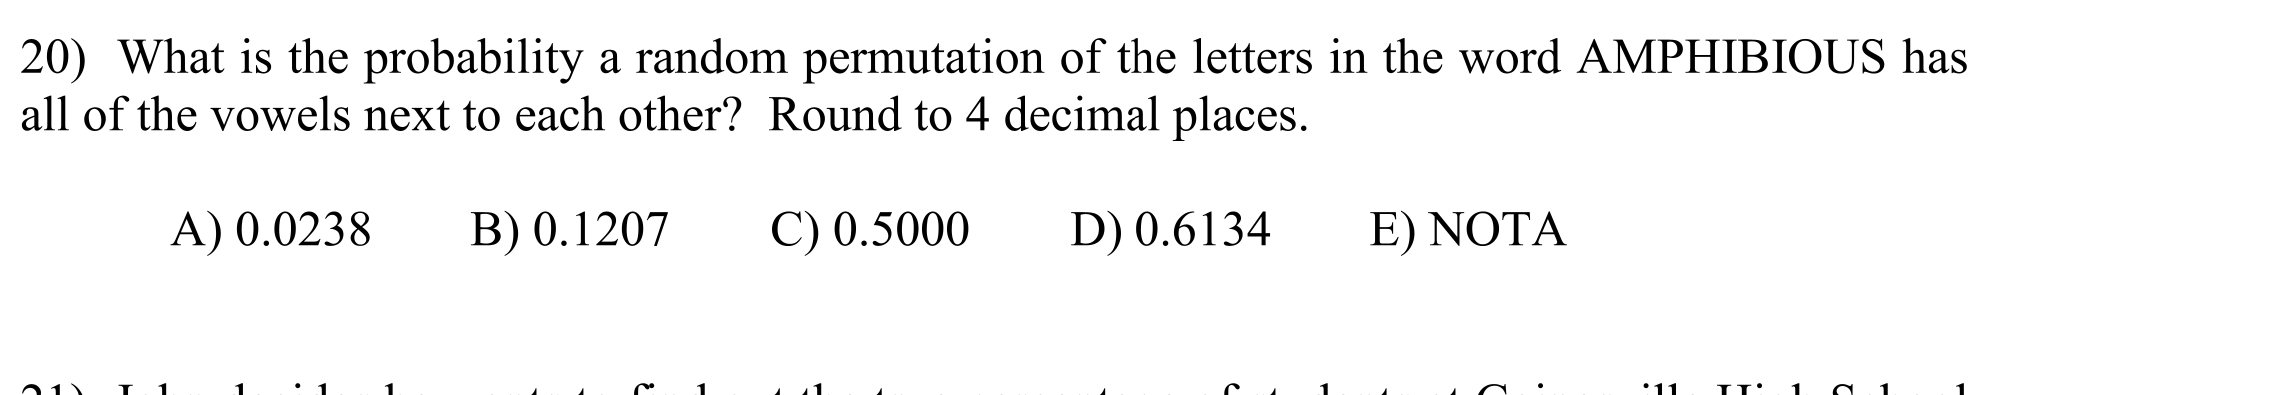 20) What is the probability a random permutation of the letters in the word AMPHIBIOUS has
all of the vowels next to each other? Round to 4 decimal places.
A) 0.0238 B) 0.1207 C) 0.5000 D) 0.6134 E) NOTA